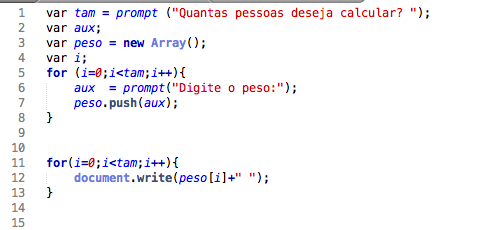 1 var tam = prompt ("Quantas pessoas deseja calcular? ");
2 var aux;
3 var peso = new Array();
4 var i;
5 for (i=0;i<tam;i++){
6 aux  = prompt("Digite o peso:");
7 peso.push(aux);
8 }
9
10
11 for(i=0;i<tam;i++){
12 document.write(peso[i]+" ");
13 }
14
15